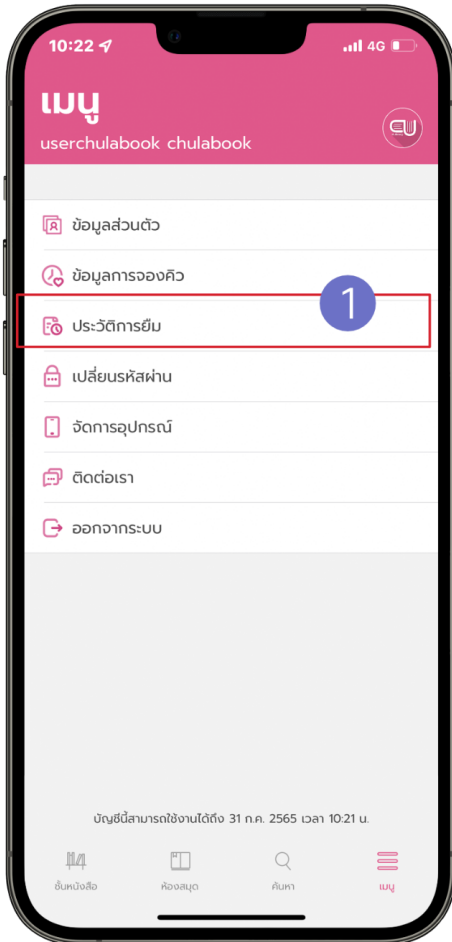 10:22
4G
เมนู
userchulabook chulabook
CU
ข้อมูลส่วนตัว
ข้อมูลการจองคิว
1
ประวัติการยืม
เปลี่ยนรหัสผ่าน
จัดการอุปกรณ์
ติดต่อเรา
ออกจากระบบ
บัญชีนี้สามารถใช้งานได้ถึง 31 ก.ค. 2565 เวลา 10:21 น.
ชั้นหนังสือ ห้องสมุด ค้นหา เมนู